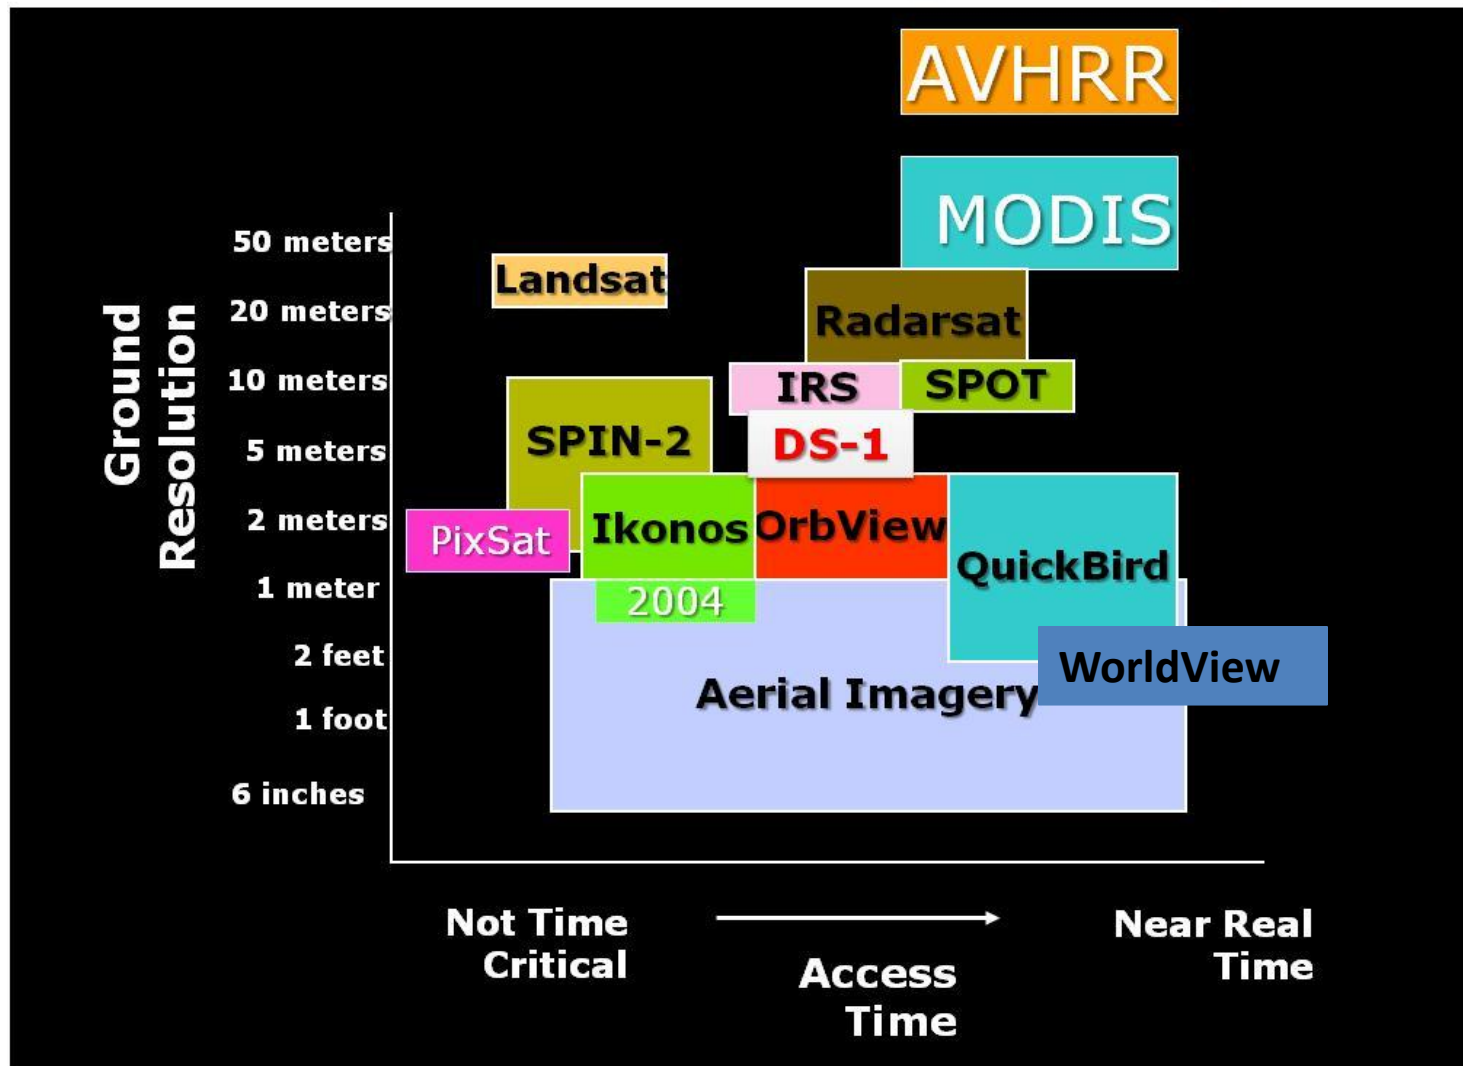 AVHRR
MODIS
50 meters
Landsat
20 meters
Radarsat
Ground
Resolution
10 meters
IRS
SPOT
SPIN-2
DS-1
5 meters
2 meters
PixSat
Ikonos
OrbView
QuickBird
1 meter
2004
2 feet
WorldView
Aerial Imagery
1 foot
6 inches
Not Time
Critical
Access
Time
Near Real
Time